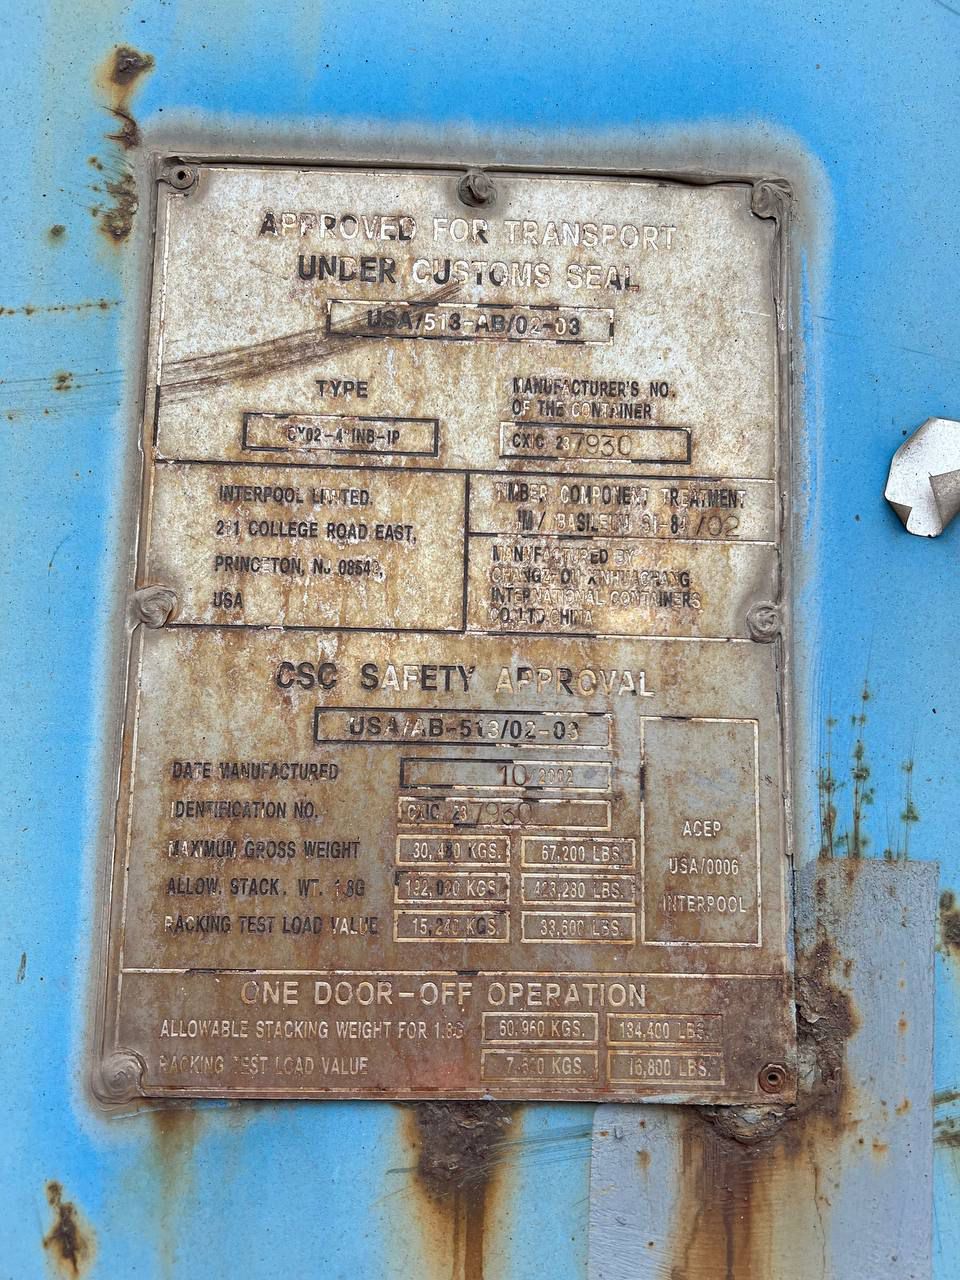 APPROVED FOR TRANSPORT
UNDER CUSTOMS SEAL
USA/513-AB/02-03
TYPE
MANUFACTURER'S NO.
OF THE CONTAINER
CXIC 237930
INTERPOOL LIMITED.
211 COLLEGE ROAD EAST,
PRINCETON, NJ 08540,
USA
TIMBER COMPONENT TREATMENT
IM / BASILEUM SI-84 /02
MANUFACTURED BY
CHANGZHOU XINHUACHANG
INTERNATIONAL CONTAINERS
CO.,LTD.CHINA
CSC SAFETY APPROVAL
USA/AB-513/02-03
DATE MANUFACTURED 10/2002
IDENTIFICATION NO. CXIC 237930
MAXIMUM GROSS WEIGHT 30,480 KGS. 67,200 LBS.
ALLOW. STACK. WT. 1.8G 192,000 KGS. 423,280 LBS.
RACKING TEST LOAD VALUE 15,240 KGS. 33,600 LBS.
ACEP
USA/0006
INTERPOOL
ONE DOOR-OFF OPERATION
ALLOWABLE STACKING WEIGHT FOR 1.8G 60,960 KGS. 134,400 LBS.
RACKING TEST LOAD VALUE 7,620 KGS. 16,800 LBS.